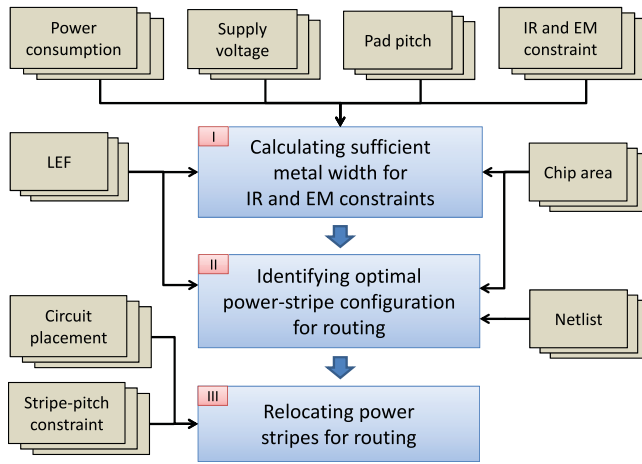 Power
consumption
Supply
voltage
Pad pitch
IR and EM
constraint
I
Calculating sufficient
metal width for
IR and EM constraints
LEF
Chip area
II
Identifying optimal
power-stripe configuration
for routing
Circuit
placement
Netlist
Stripe-pitch
constraint
III
Relocating power
stripes for routing